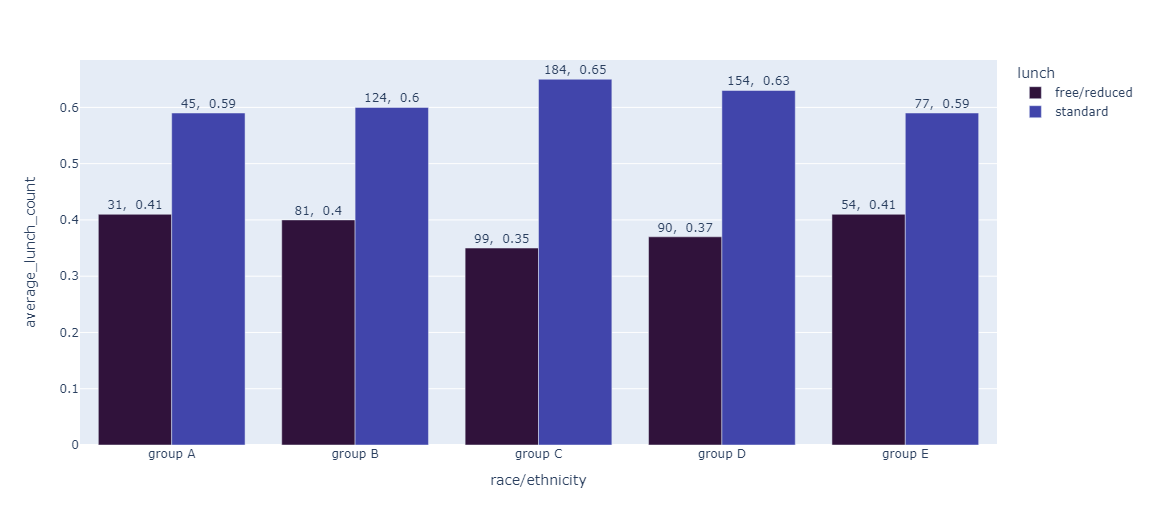 lunch
free/reduced
standard
average_lunch_count
0.6
0.5
0.4
0.3
0.2
0.1
0
31, 0.41
45, 0.59
81, 0.4
124, 0.6
99, 0.35
184, 0.65
90, 0.37
154, 0.63
54, 0.41
77, 0.59
group A
group B
group C
group D
group E
race/ethnicity